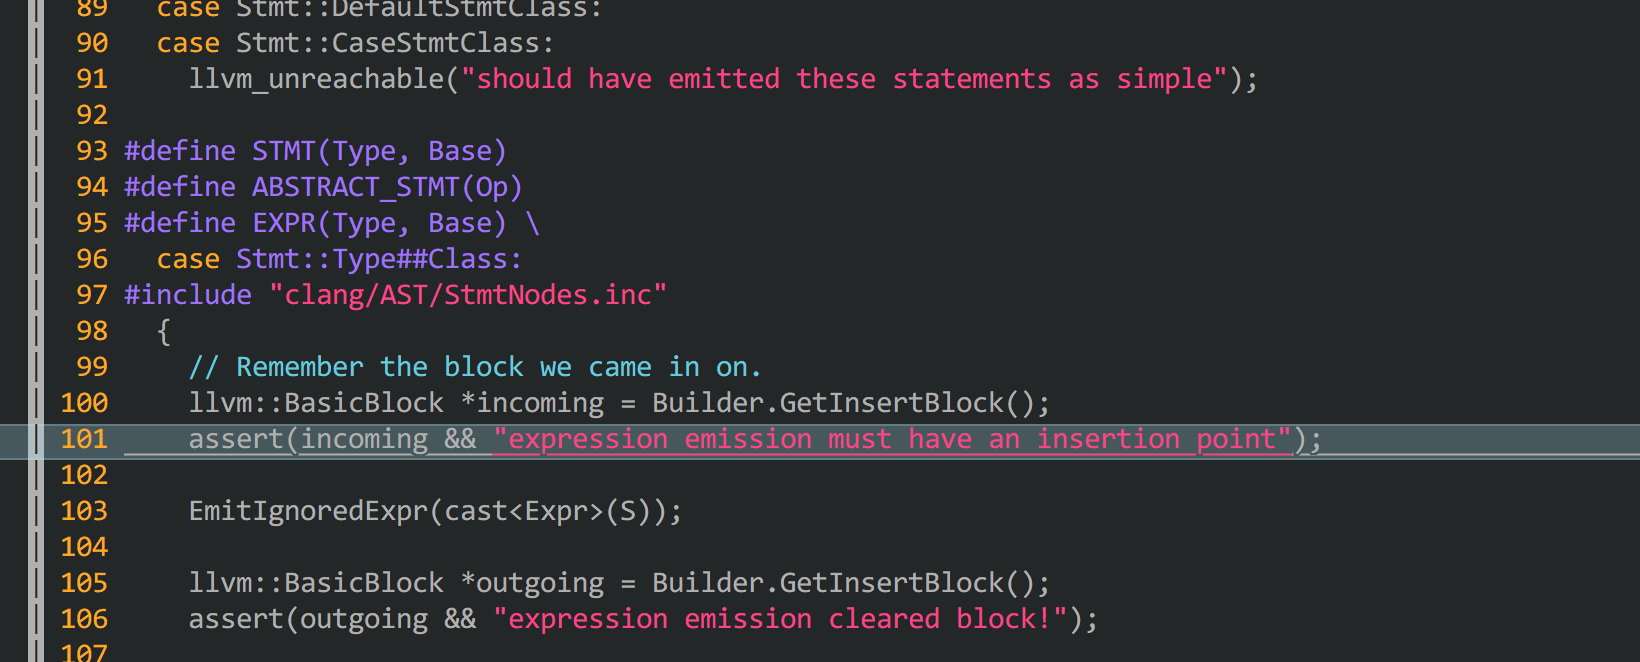 89   case Stmt::DefaultStmtClass:
90   case Stmt::CaseStmtClass:
91     llvm_unreachable("should have emitted these statements as simple");
92
93 #define STMT(Type, Base)
94 #define ABSTRACT_STMT(Op)
95 #define EXPR(Type, Base) \
96   case Stmt::Type##Class:
97 #include "clang/AST/StmtNodes.inc"
98   {
99     // Remember the block we came in on.
100     llvm::BasicBlock *incoming = Builder.GetInsertBlock();
101     assert(incoming && "expression emission must have an insertion point");
102
103     EmitIgnoredExpr(cast<Expr>(S));
104
105     llvm::BasicBlock *outgoing = Builder.GetInsertBlock();
106     assert(outgoing && "expression emission cleared block!");
107